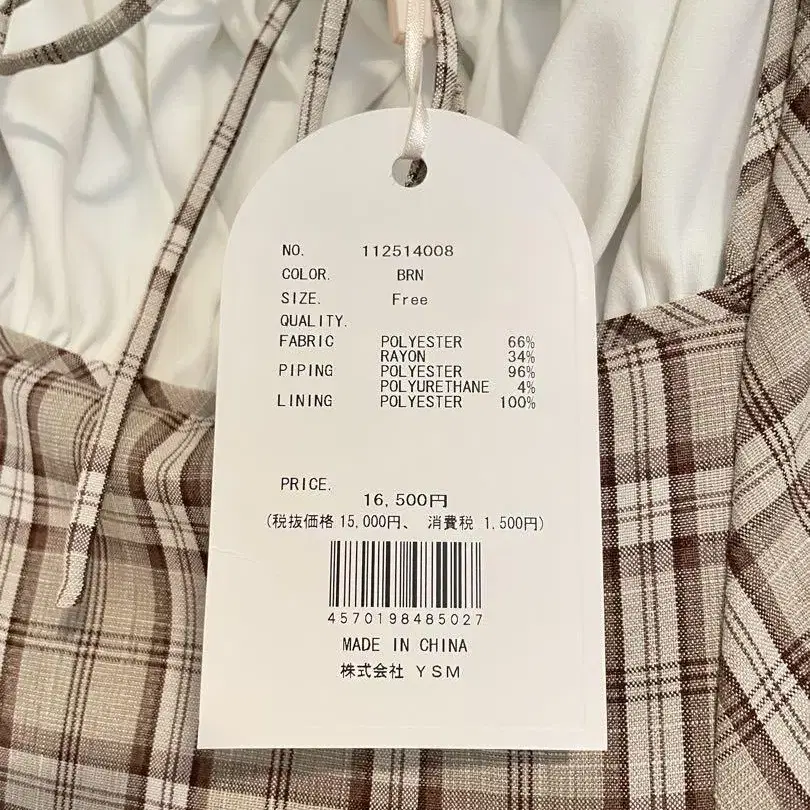 NO. 112514008
COLOR. BRN
SIZE. Free
QUALITY.
FABRIC POLYESTER 66%
RAYON 34%
PIPING POLYESTER 96%
POLYURETHANE 4%
LINING POLYESTER 100%
PRICE.
16,500円
(税抜価格 15,000円、 消費税 1,500円)
4570198485027
MADE IN CHINA
株式会社 YSM